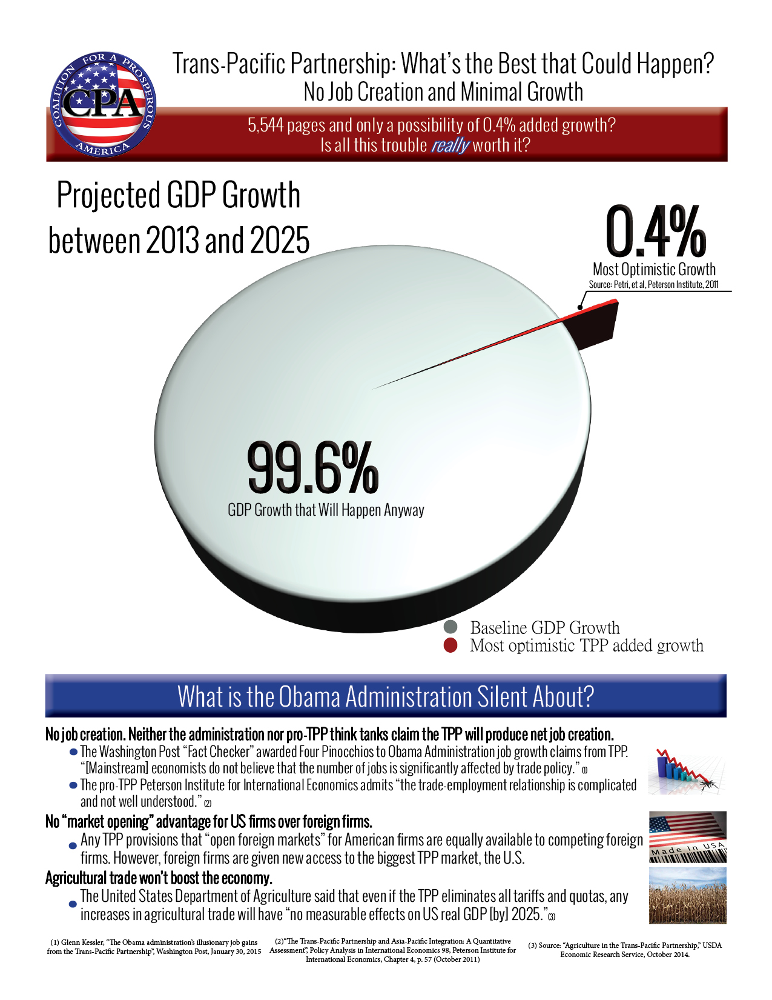 COALITION FOR A PROSPEROUS
CPA
AMERICA
Trans-Pacific Partnership: What's the Best that Could Happen?
No Job Creation and Minimal Growth
5,544 pages and only a possibility of 0.4% added growth?
Is all this trouble really worth it?
Projected GDP Growth
between 2013 and 2025
0.4%
Most Optimistic Growth
Source: Petri, et al, Peterson Institute, 2011
99.6%
GDP Growth that Will Happen Anyway
Baseline GDP Growth
Most optimistic TPP added growth
What is the Obama Administration Silent About?
No job creation. Neither the administration nor pro-TPP think tanks claim the TPP will produce net job creation.
The Washington Post “Fact Checker” awarded Four Pinocchios to Obama Administration job growth claims from TPP.
“[Mainstream] economists do not believe that the number of jobs is significantly affected by trade policy.” (1)
The pro-TPP Peterson Institute for International Economics admits “the trade-employment relationship is complicated
and not well understood.” (2)
No “market opening” advantage for US firms over foreign firms.
Any TPP provisions that “open foreign markets” for American firms are equally available to competing foreign
firms. However, foreign firms are given new access to the biggest TPP market, the U.S.
Made in USA
Agricultural trade won't boost the economy.
The United States Department of Agriculture said that even if the TPP eliminates all tariffs and quotas, any
increases in agricultural trade will have “no measurable effects on US real GDP [by] 2025.”(3)
(1) Glenn Kessler, “The Obama administration's illusionary job gains
from the Trans-Pacific Partnership”, Washington Post, January 30, 2015
(2)“The Trans-Pacific Partnership and Asia-Pacific Integration: A Quantitative
Assessment”, Policy Analysis in International Economics 98, Peterson Institute for
International Economics, Chapter 4, p. 57 (October 2011)
(3) Source: “Agriculture in the Trans-Pacific Partnership,” USDA
Economic Research Service, October 2014.